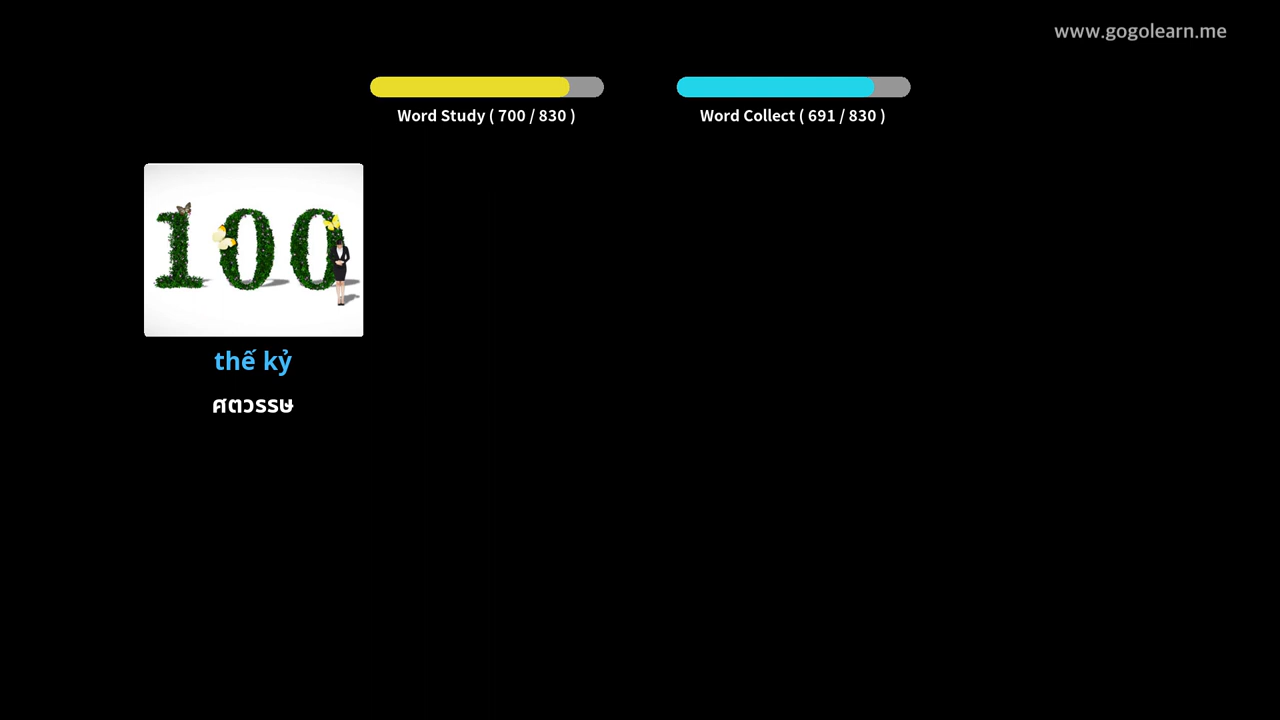 www.gogolearn.me
Word Study ( 700 / 830 )
Word Collect ( 691 / 830 )
100
thế kỷ
ศตวรรษ